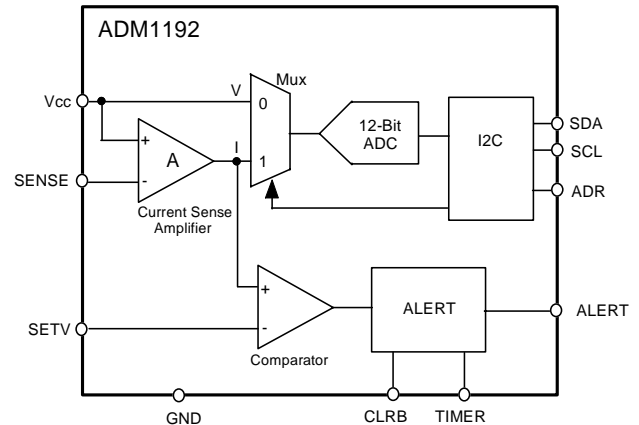 ADM1192
Mux
Vcc
V
0
12-Bit
ADC
I2C
SDA
SCL
ADR
+
A
-
I
1
SENSE
Current Sense
Amplifier
SETV
+
-
Comparator
ALERT
ALERT
GND
CLRB
TIMER